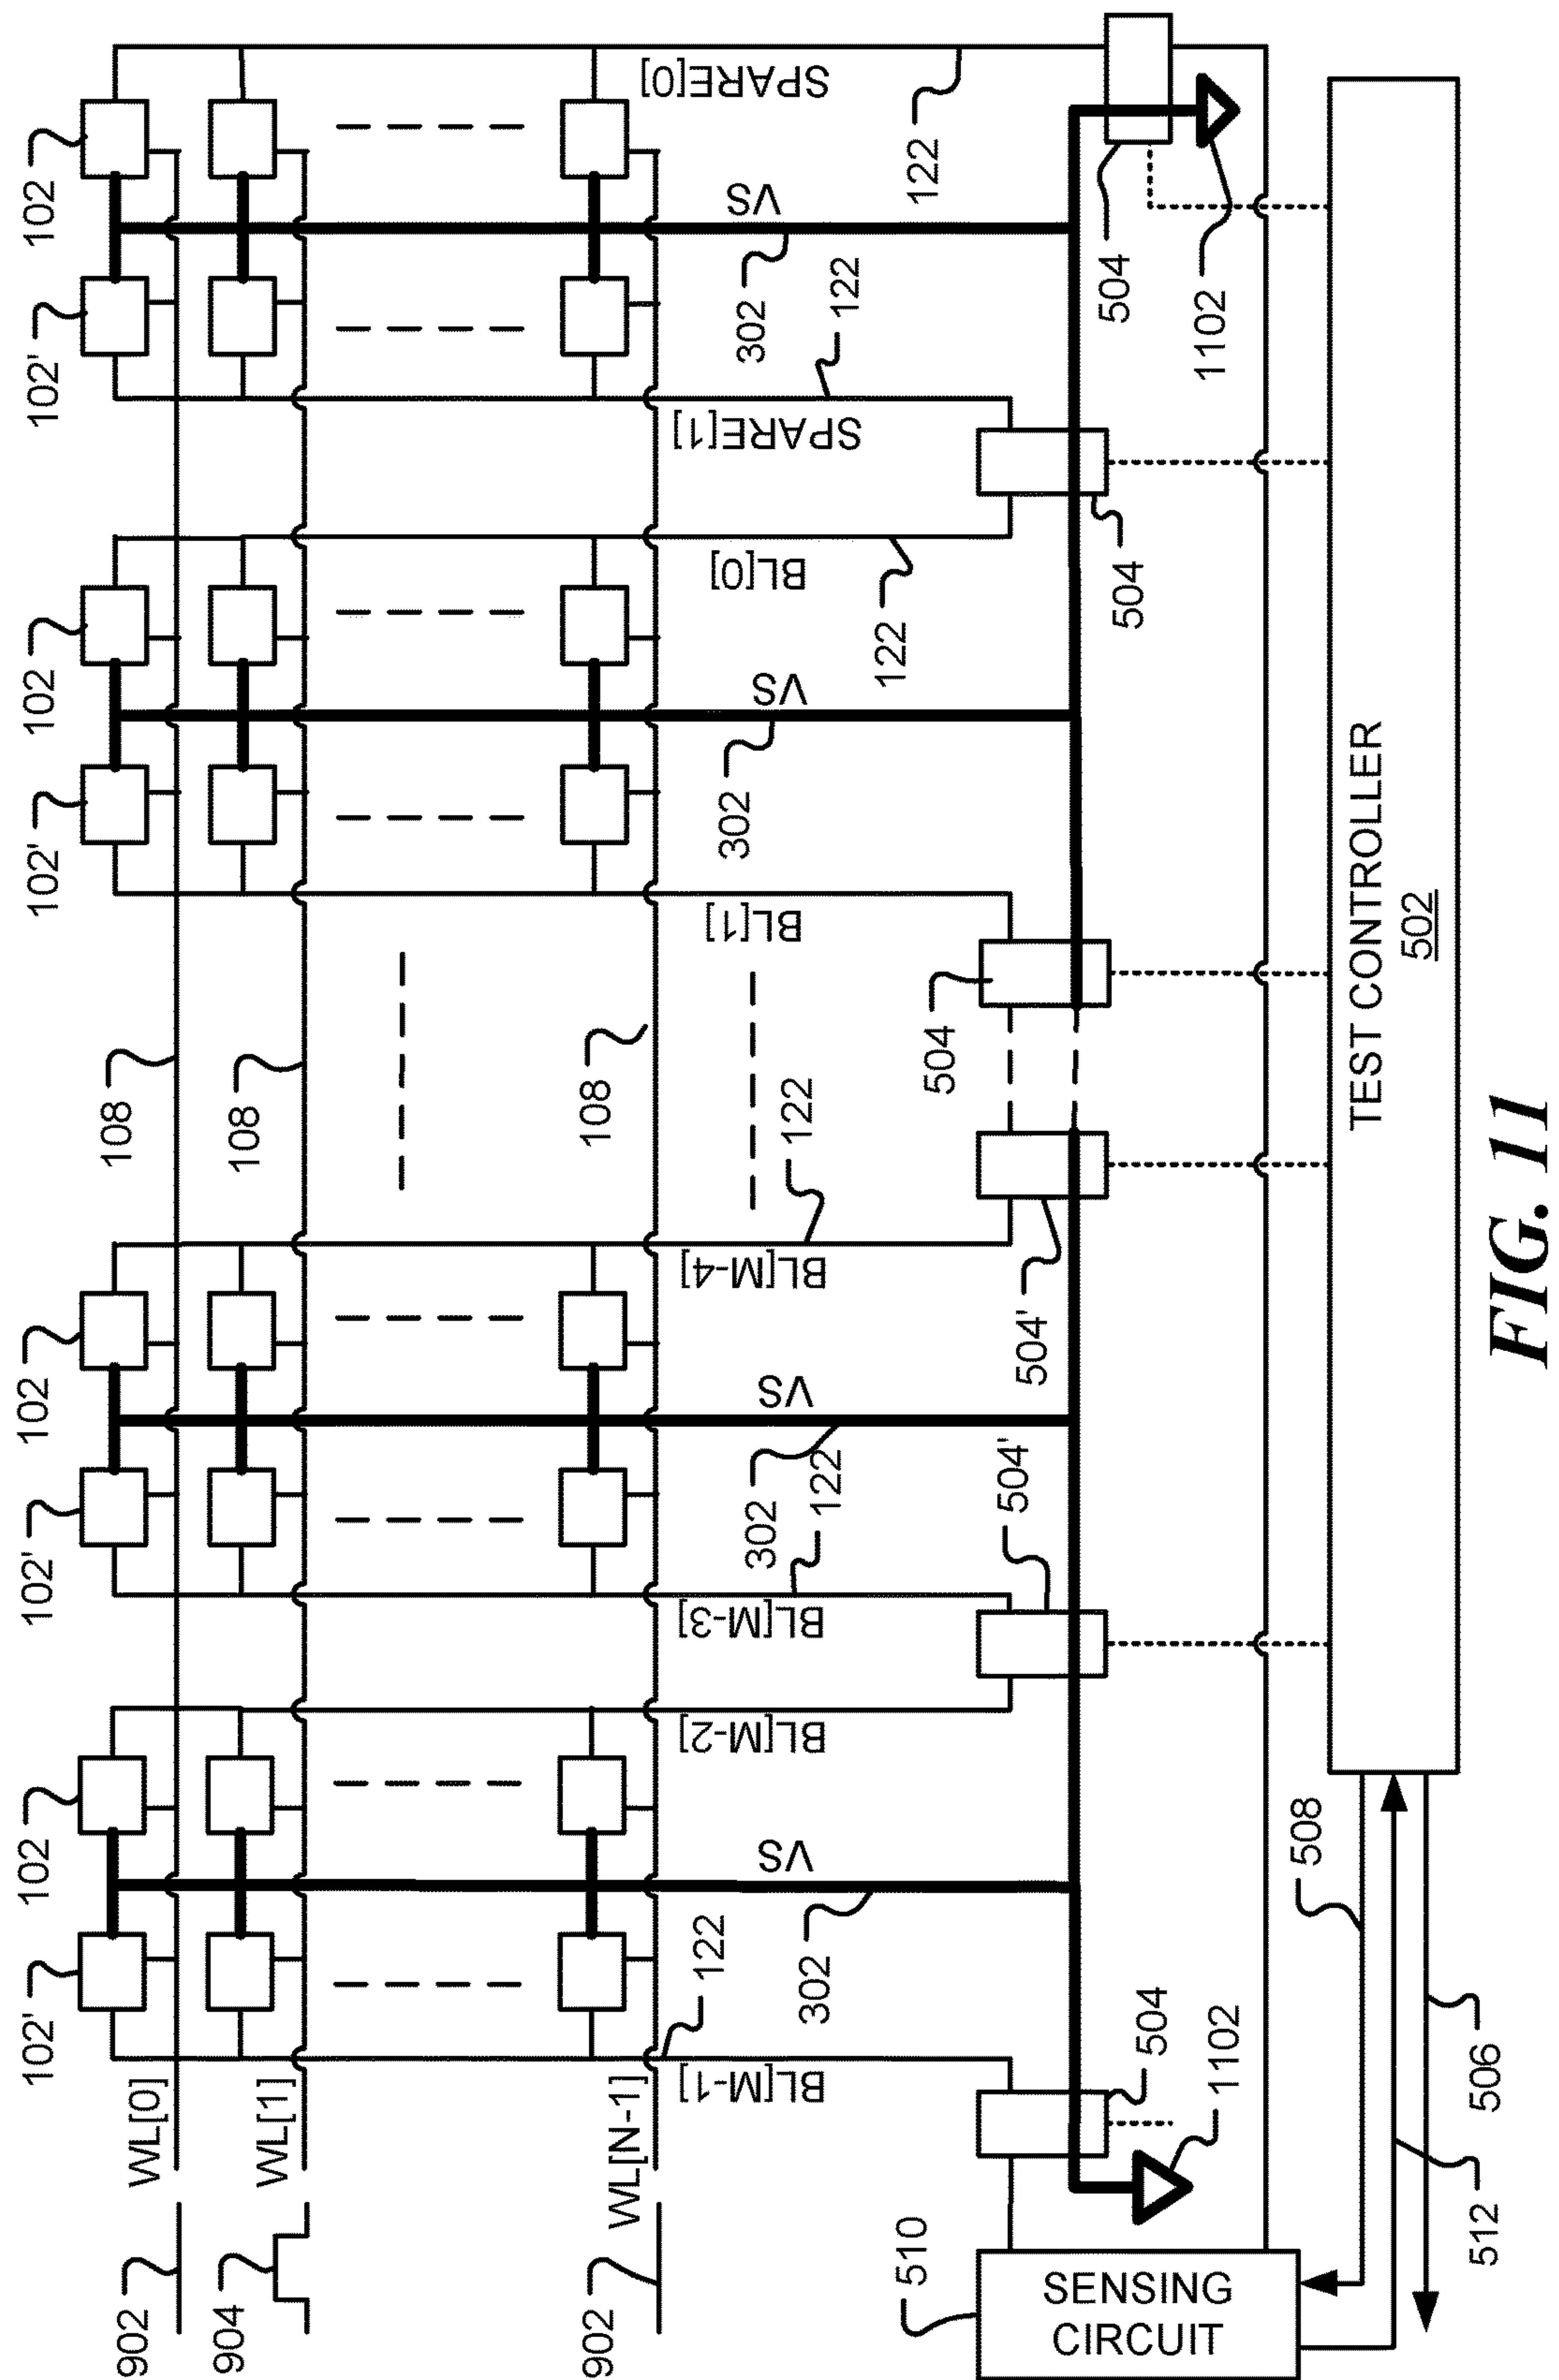 102'
102
102'
102
102'
102
102'
102
WL[0]
WL[1]
WL[N-1]
902
904
902
108
108
108
BL[M-1]
122
302
VS
BL[M-2]
BL[M-3]
122
302
VS
BL[M-4]
122
BL[1]
302
VS
BL[0]
122
SPARE[1]
122
302
VS
SPARE[0]
122
504
504'
504'
504
504
504
1102
1102
510
SENSING
CIRCUIT
508
506
512
TEST CONTROLLER
502
FIG. 11